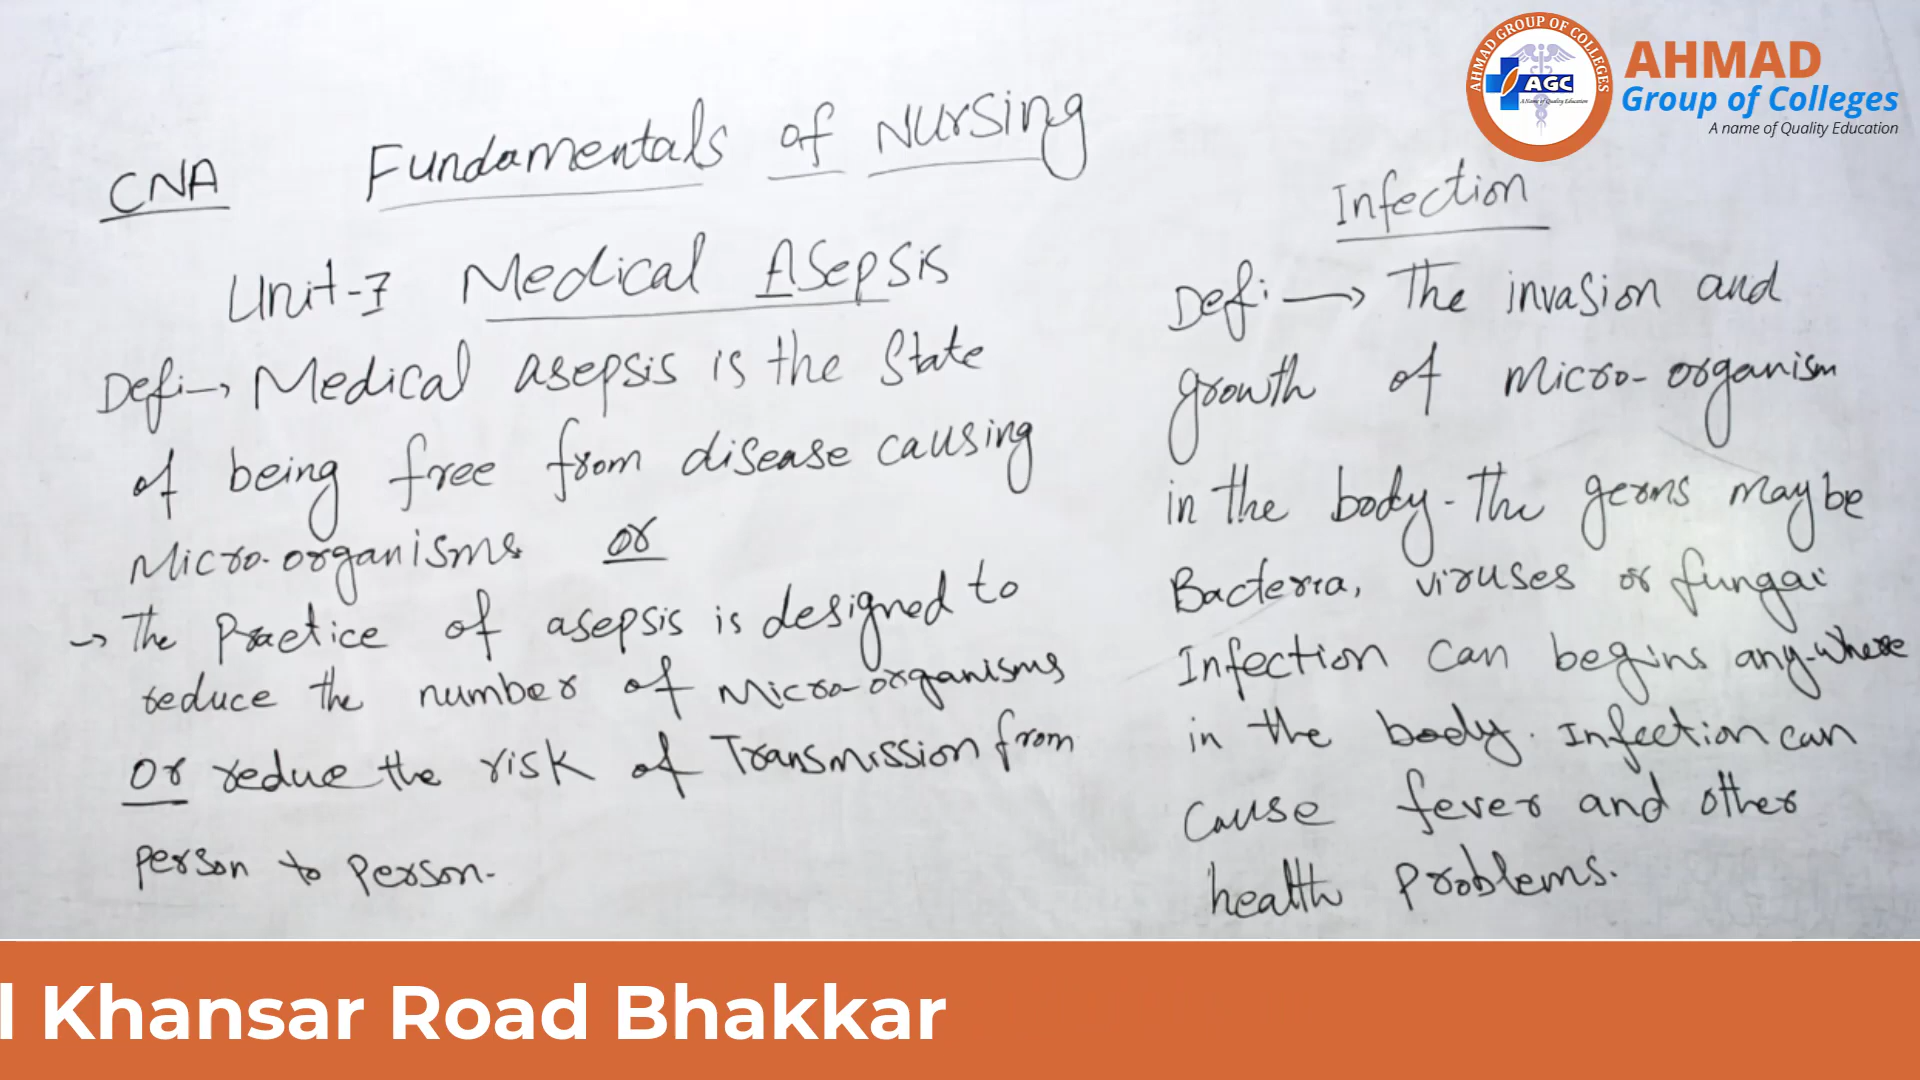 CNA Fundamentals of Nursing
Unit-7 Medical Asepsis
Defi→ Medical asepsis is the State
of being free from disease causing
Micro-organisms or
→ The Practice of asepsis is designed to
reduce the number of Micro-organisms
or reduce the risk of Transmission from
person to Person.
Infection
Defi → The invasion and
growth of Micro-organism
in the body. The germs may be
Bacteria, viruses or fungai
Infection can begins any-where
in the body. Infection can
cause fever and other
health Problems.
AHMAD GROUP OF COLLEGES
AGC
A Name of Quality Education
AHMAD
Group of Colleges
A name of Quality Education
l Khansar Road Bhakkar